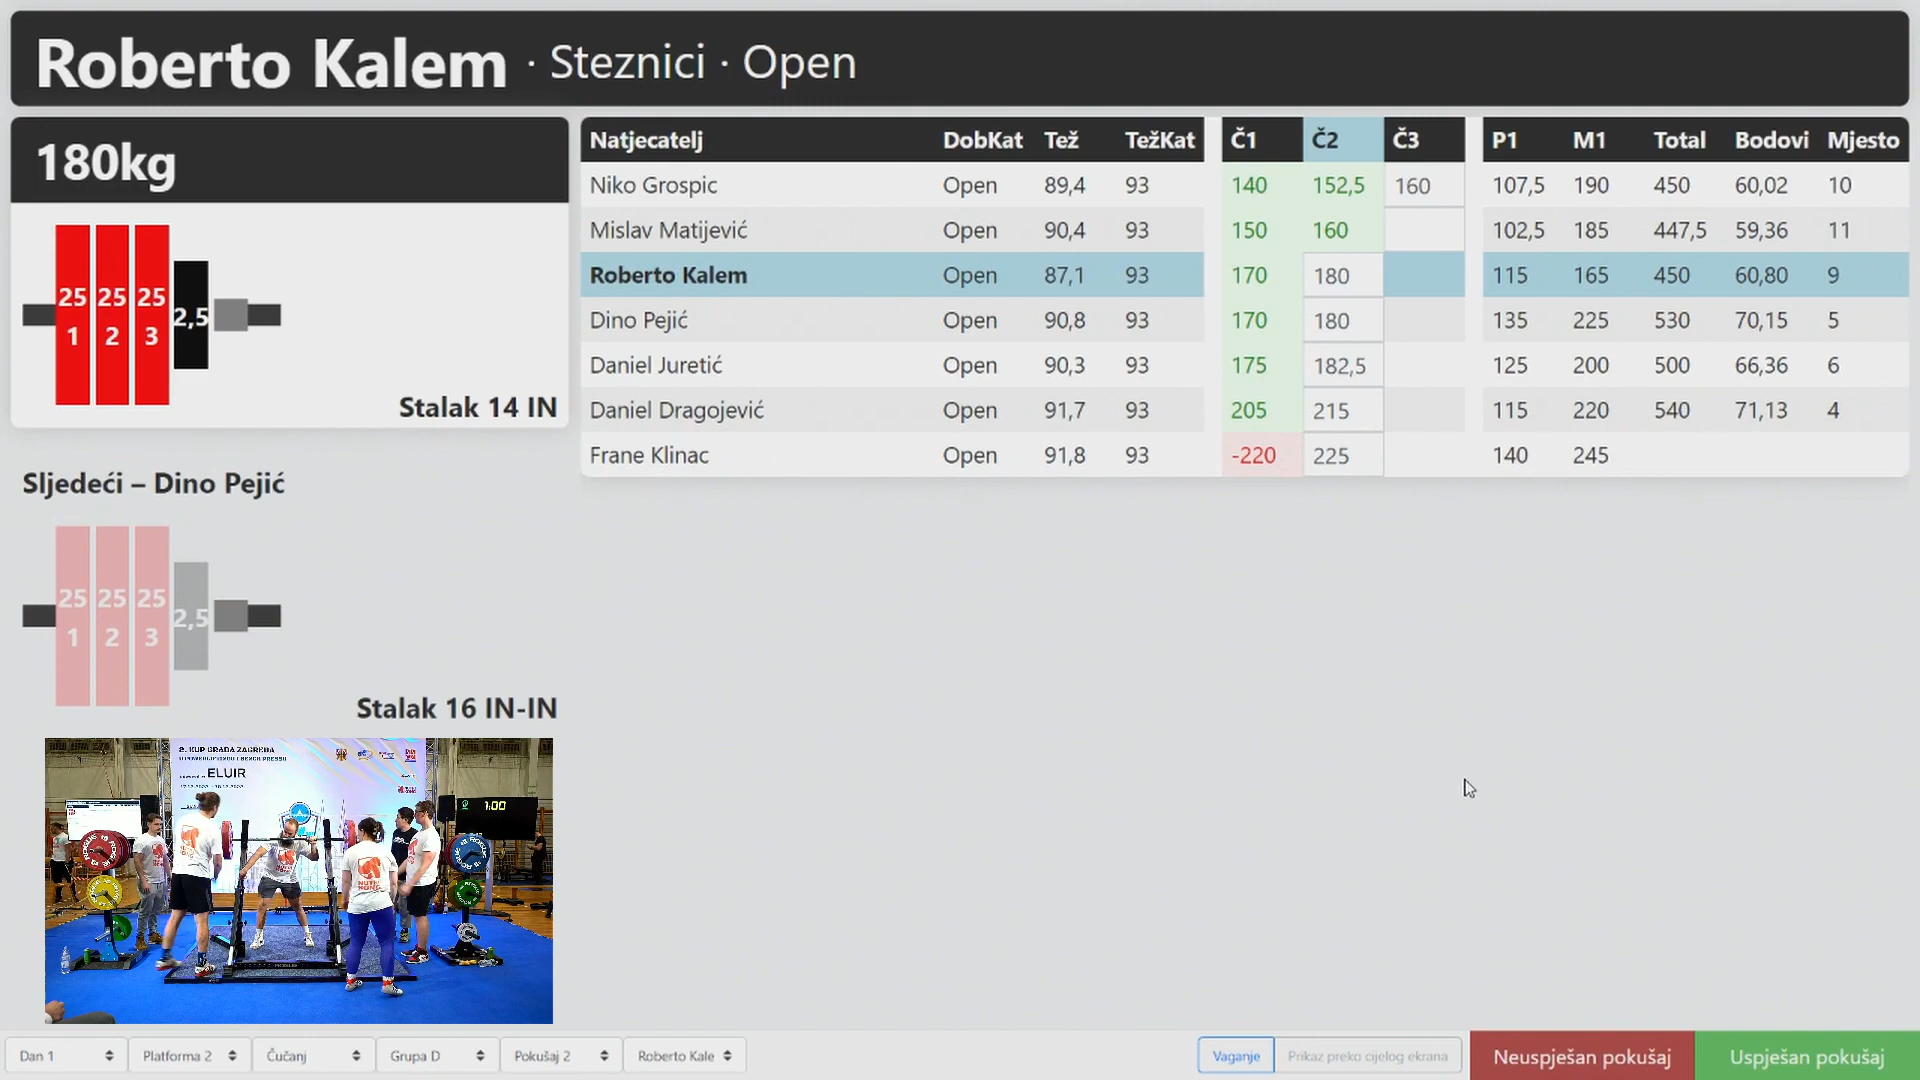 Roberto Kalem · Steznici · Open
180kg
25 25 25 2,5
1 2 3
Stalak 14 IN
Sljedeći – Dino Pejić
25 25 25 2,5
1 2 3
Stalak 16 IN-IN
Natjecatelj DobKat Tež TežKat Č1 Č2 Č3 P1 M1 Total Bodovi Mjesto
Niko Grospic Open 89,4 93 140 152,5 160 107,5 190 450 60,02 10
Mislav Matijević Open 90,4 93 150 160 102,5 185 447,5 59,36 11
Roberto Kalem Open 87,1 93 170 180 115 165 450 60,80 9
Dino Pejić Open 90,8 93 170 180 135 225 530 70,15 5
Daniel Juretić Open 90,3 93 175 182,5 125 200 500 66,36 6
Daniel Dragojević Open 91,7 93 205 215 115 220 540 71,13 4
Frane Klinac Open 91,8 93 -220 225 140 245
2. KUP GRADA ZAGREBA
ELUIR
1:00
Dan 1 Platforma 2 Čučanj Grupa D Pokušaj 2 Roberto Kale Vaganje Prikaz preko cijelog ekrana Neuspješan pokušaj Uspješan pokušaj